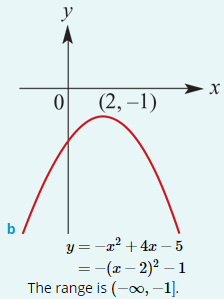 y
x
0
(2, −1)
b
y = −x² + 4x − 5
= −(x − 2)² − 1
The range is (−∞, −1].